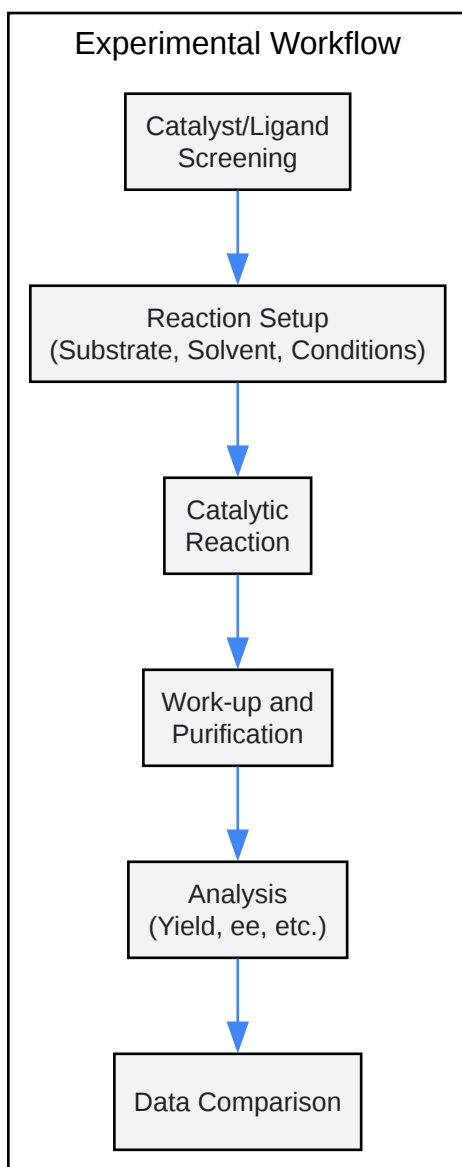 Experimental Workflow
Catalyst/Ligand
Screening
Reaction Setup
(Substrate, Solvent, Conditions)
Catalytic
Reaction
Work-up and
Purification
Analysis
(Yield, ee, etc.)
Data Comparison